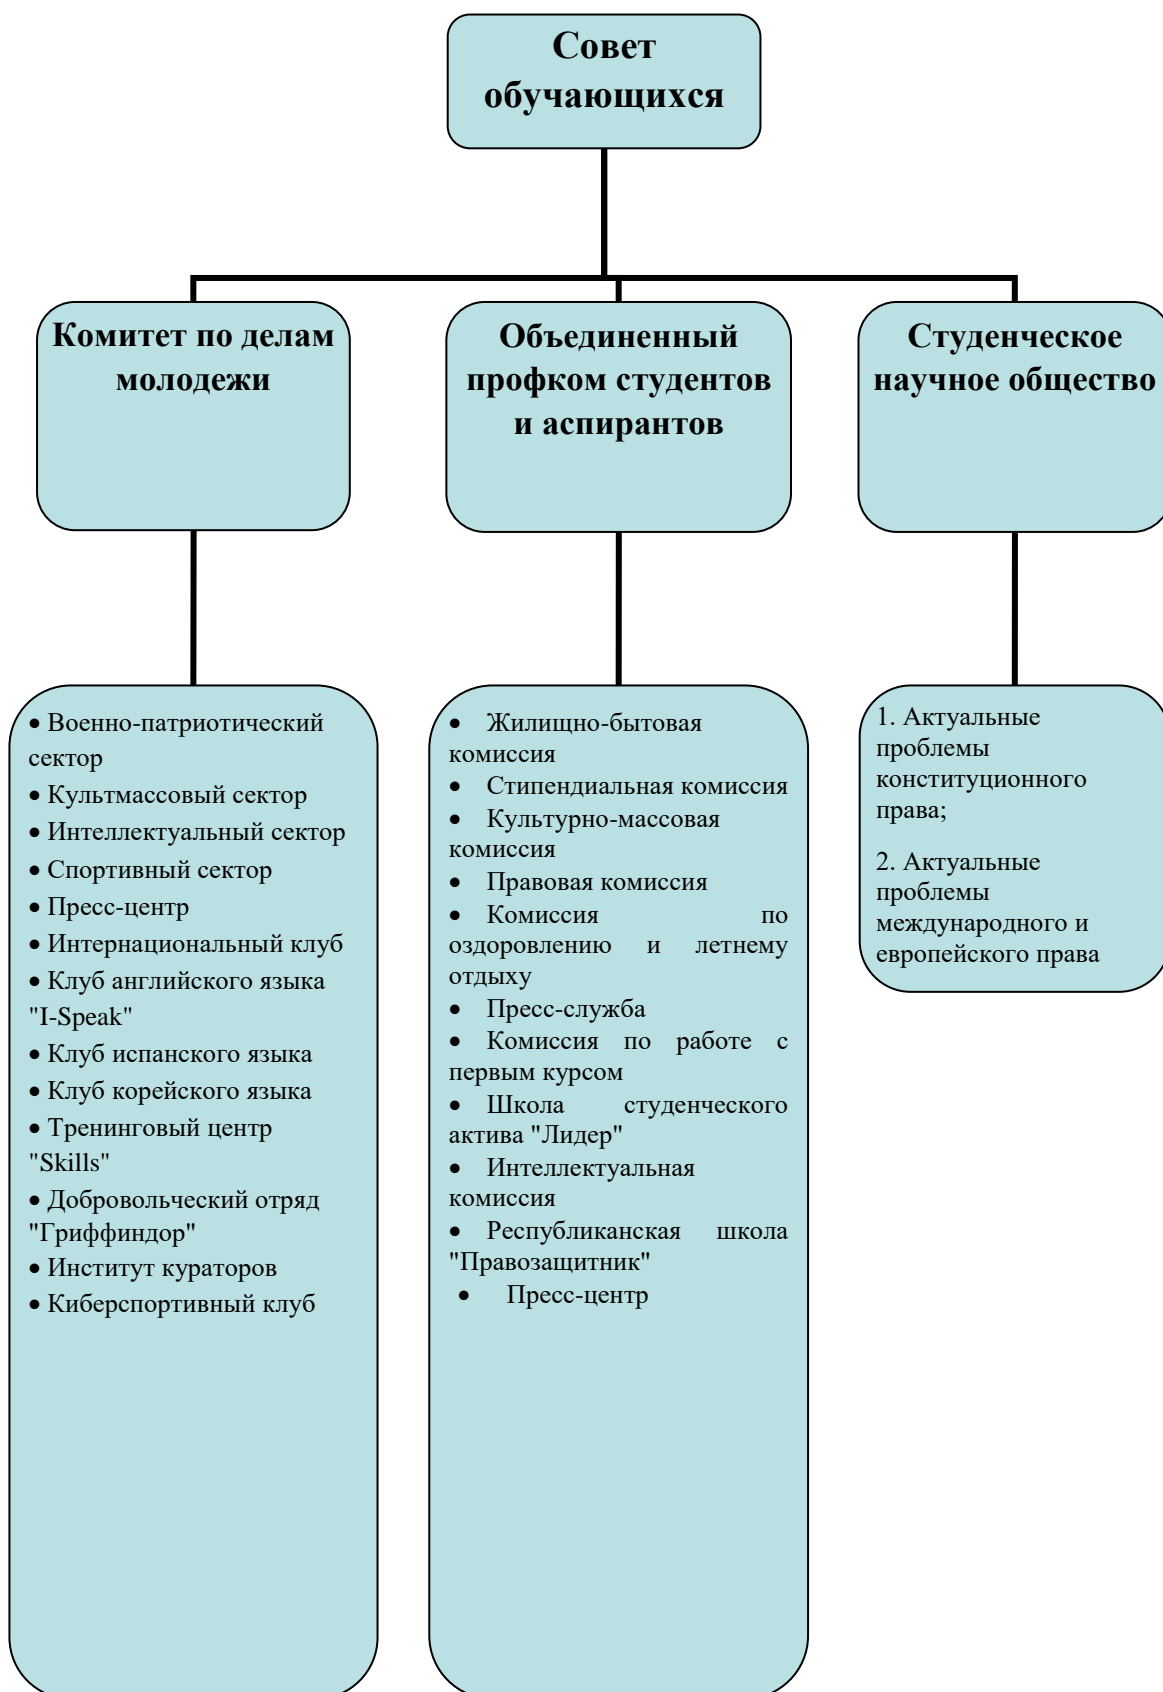 Совет
обучающихся
Комитет по делам
молодежи
Объединенный
профком студентов
и аспирантов
Студенческое
научное общество
• Военно-патриотический
сектор
• Культмассовый сектор
• Интеллектуальный сектор
• Спортивный сектор
• Пресс-центр
• Интернациональный клуб
• Клуб английского языка
"I-Speak"
• Клуб испанского языка
• Клуб корейского языка
• Тренинговый центр
"Skills"
• Добровольческий отряд
"Гриффиндор"
• Институт кураторов
• Киберспортивный клуб
• Жилищно-бытовая
комиссия
• Стипендиальная комиссия
• Культурно-массовая
комиссия
• Правовая комиссия
• Комиссия по
оздоровлению и летнему
отдыху
• Пресс-служба
• Комиссия по работе с
первым курсом
• Школа студенческого
актива "Лидер"
• Интеллектуальная
комиссия
• Республиканская школа
"Правозащитник"
• Пресс-центр
1. Актуальные
проблемы
конституционного
права;
2. Актуальные
проблемы
международного и
европейского права